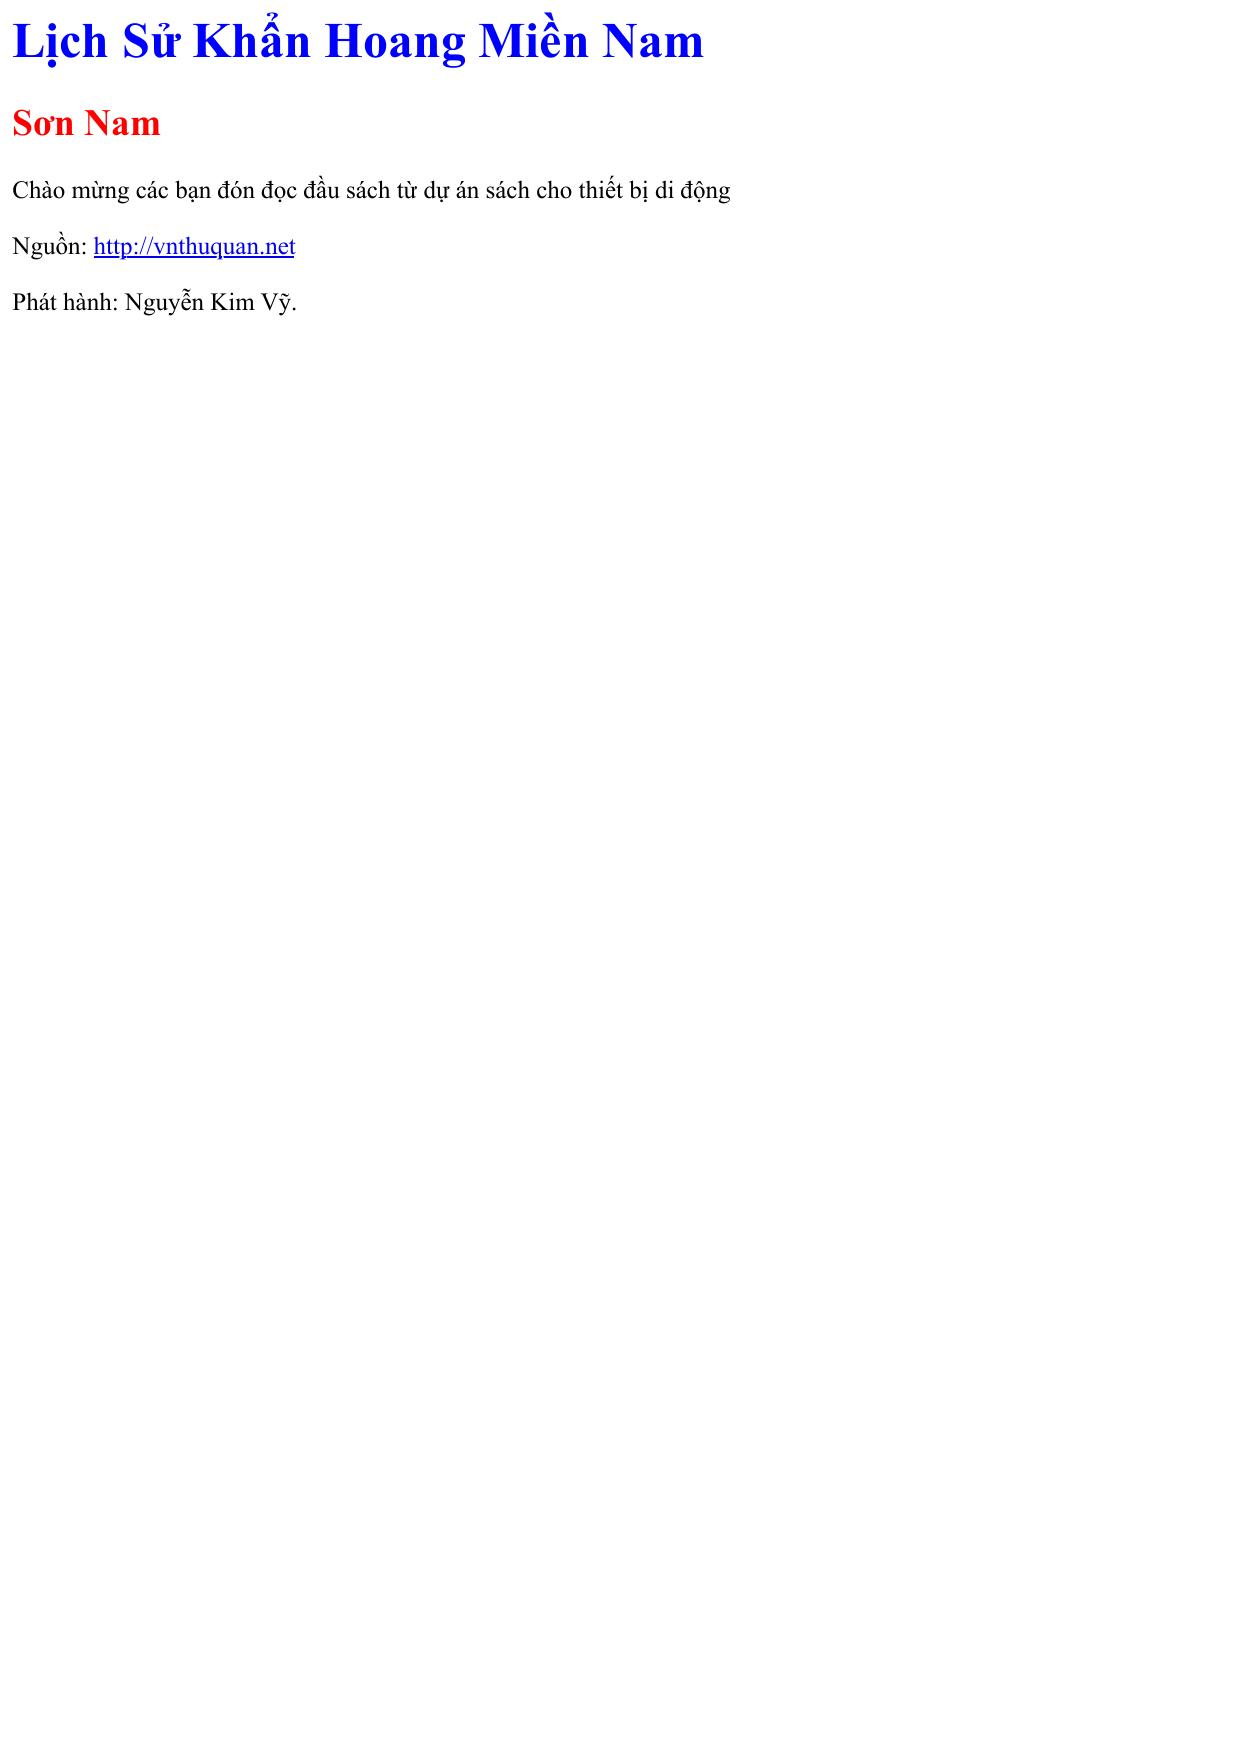 Lịch Sử Khẩn Hoang Miền Nam
Sơn Nam
Chào mừng các bạn đón đọc đầu sách từ dự án sách cho thiết bị di động
Nguồn: http://vnthuquan.net
Phát hành: Nguyễn Kim Vỹ.